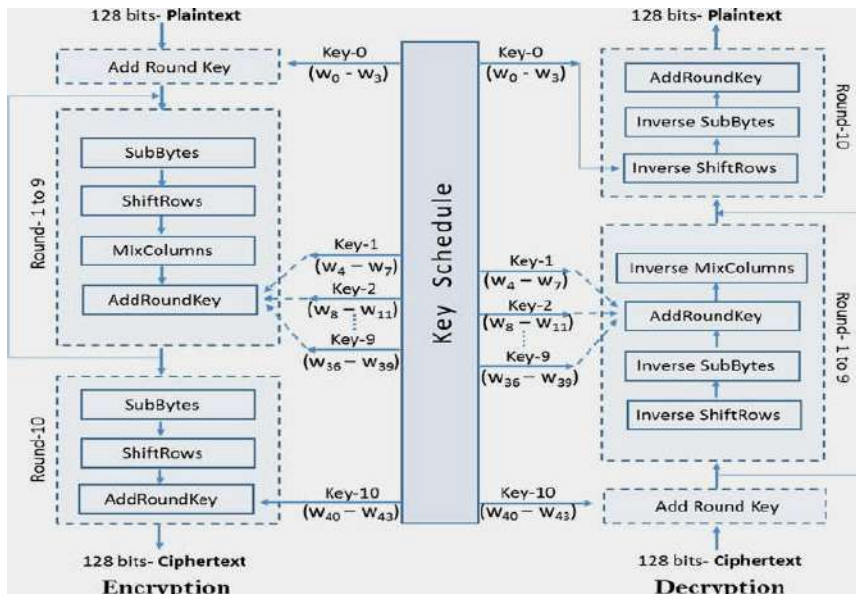 128 bits- Plaintext
Add Round Key
Round- 1 to 9
SubBytes
ShiftRows
MixColumns
AddRoundKey
Round-10
SubBytes
ShiftRows
AddRoundKey
128 bits- Ciphertext
Encryption
Key-0
(w0 - w3)
Key-1
(w4 – w7)
Key-2
(w8 – w11)
Key-9
(w36 – w39)
Key-10
(w40 – w43)
Key Schedule
Key-0
(w0 - w3)
Key-1
(w4 – w7)
Key-2
(w8 – w11)
Key-9
(w36 – w39)
Key-10
(w40 – w43)
128 bits- Plaintext
AddRoundKey
Inverse SubBytes
Inverse ShiftRows
Round-10
Inverse MixColumns
AddRoundKey
Inverse SubBytes
Inverse ShiftRows
Round- 1 to 9
Add Round Key
128 bits- Ciphertext
Decryption